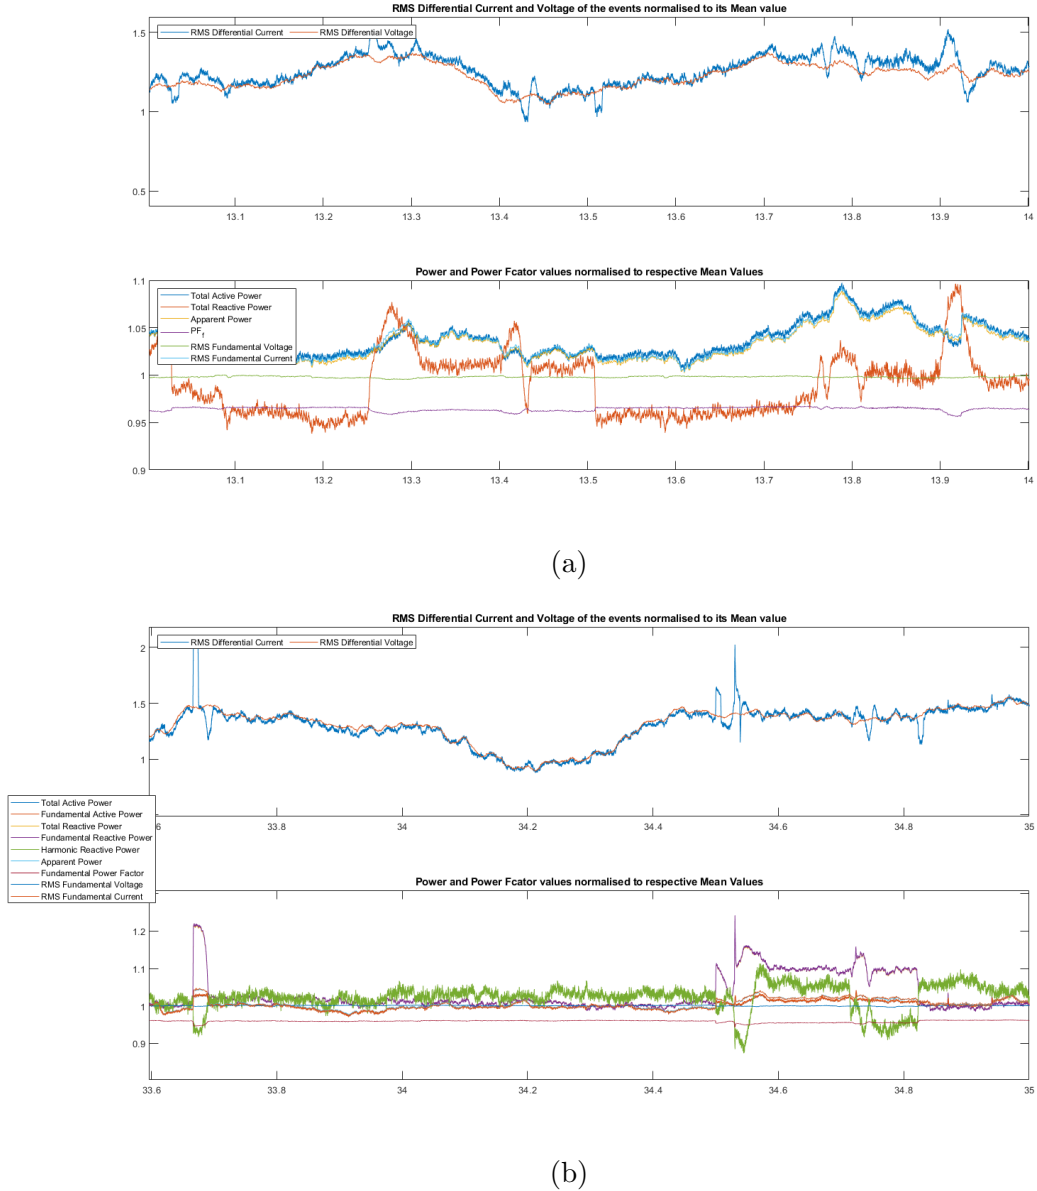 RMS Differential Current and Voltage of the events normalised to its Mean value
RMS Differential Current RMS Differential Voltage
1.5
1
0.5
13.1 13.2 13.3 13.4 13.5 13.6 13.7 13.8 13.9 14
Power and Power Fcator values normalised to respective Mean Values
1.1
Total Active Power
Total Reactive Power
Apparent Power
PFf
RMS Fundamental Voltage
RMS Fundamental Current
1.05
1
0.95
0.9
13.1 13.2 13.3 13.4 13.5 13.6 13.7 13.8 13.9 14
(a)
RMS Differential Current and Voltage of the events normalised to its Mean value
RMS Differential Current RMS Differential Voltage
2
1.5
1
Total Active Power
Fundamental Active Power
Total Reactive Power
Fundamental Reactive Power
Harmonic Reactive Power
Apparent Power
Fundamental Power Factor
RMS Fundamental Voltage
RMS Fundamental Current
33.8 34 34.2 34.4 34.6 34.8 35
Power and Power Fcator values normalised to respective Mean Values
1.2
1.1
1
0.9
33.6 33.8 34 34.2 34.4 34.6 34.8 35
(b)